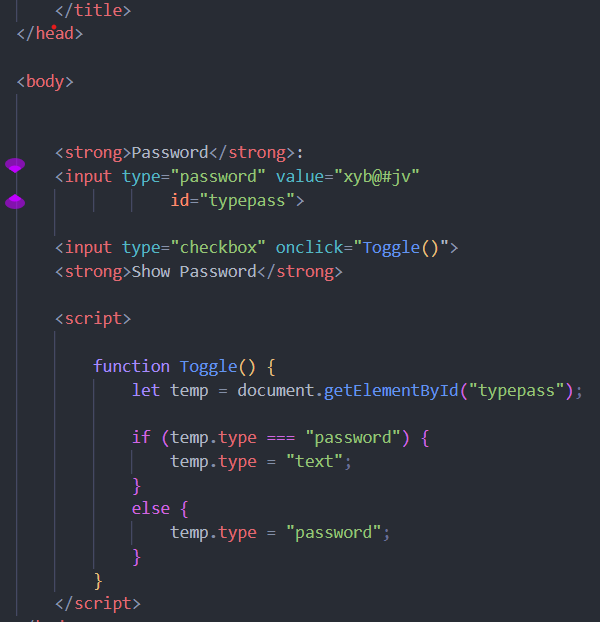 </title>
</head>
<body>
<strong>Password</strong>:
<input type="password" value="xyb@#jv"
id="typepass">
<input type="checkbox" onclick="Toggle()">
<strong>Show Password</strong>
<script>
function Toggle() {
let temp = document.getElementById("typepass");
if (temp.type === "password") {
temp.type = "text";
}
else {
temp.type = "password";
}
}
</script>